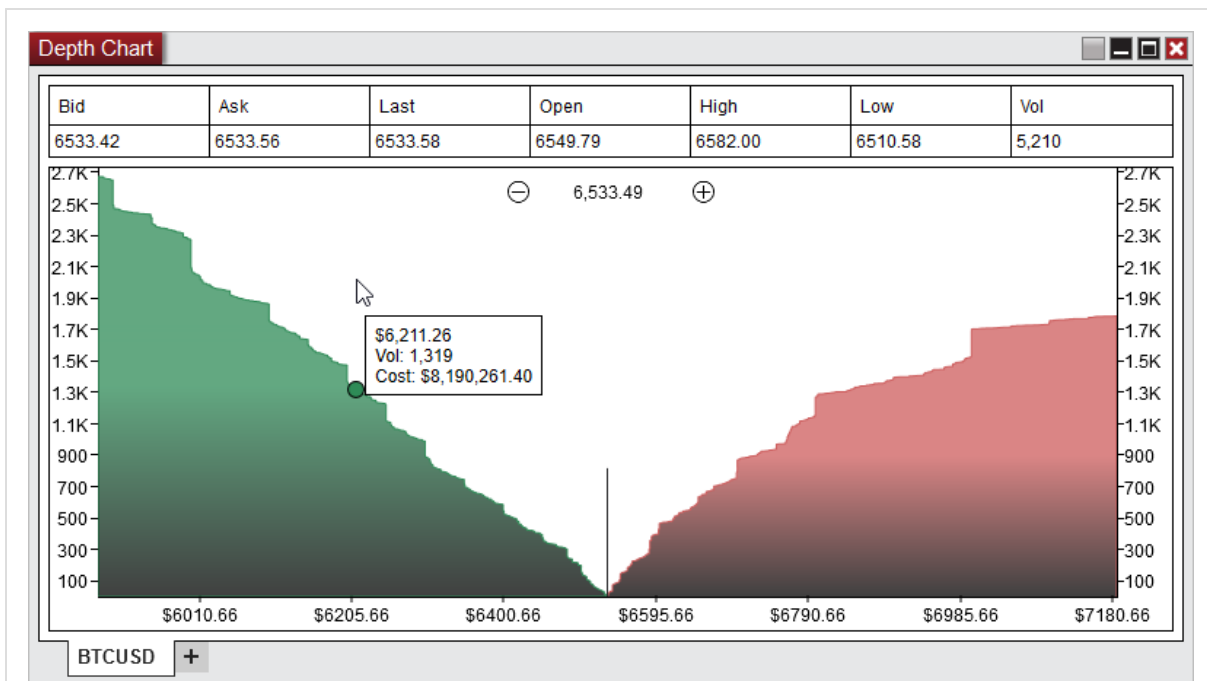 Depth Chart
Bid Ask Last Open High Low Vol
6533.42 6533.56 6533.58 6549.79 6582.00 6510.58 5,210
2.7K 2.7K
6,533.49
2.5K 2.5K
2.3K 2.3K
2.1K 2.1K
1.9K 1.9K
1.7K 1.7K
$6,211.26
Vol: 1,319
Cost: $8,190,261.40
1.5K 1.5K
1.3K 1.3K
1.1K 1.1K
900 900
700 700
500 500
300 300
100 100
$6010.66 $6205.66 $6400.66 $6595.66 $6790.66 $6985.66 $7180.66
BTCUSD +